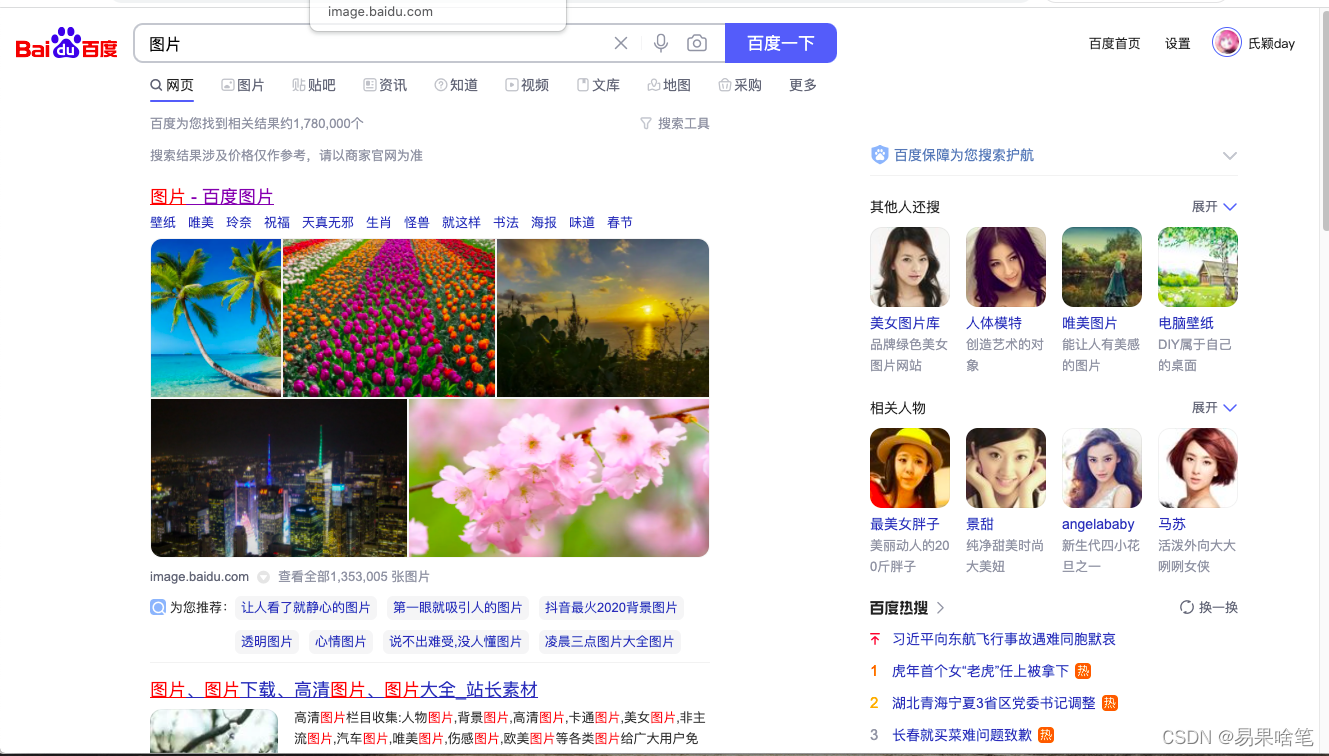 image.baidu.com
Bai du 百度
图片
百度一下
百度首页 设置 氏颖day
网页 图片 贴吧 资讯 知道 视频 文库 地图 采购 更多
百度为您找到相关结果约1,780,000个
搜索工具
搜索结果涉及价格仅作参考，请以商家官网为准
图片 - 百度图片
壁纸 唯美 玲奈 祝福 天真无邪 生肖 怪兽 就这样 书法 海报 味道 春节
image.baidu.com 查看全部1,353,005 张图片
为您推荐：
让人看了就静心的图片 第一眼就吸引人的图片 抖音最火2020背景图片
透明图片 心情图片 说不出难受,没人懂图片 凌晨三点图片大全图片
图片、图片下载、高清图片、图片大全_站长素材
高清图片栏目收集:人物图片,背景图片,高清图片,卡通图片,美女图片,非主
流图片,汽车图片,唯美图片,伤感图片,欧美图片等各类图片给广大用户免
百度保障为您搜索护航
其他人还搜 展开
美女图片库 人体模特 唯美图片 电脑壁纸
品牌绿色美女 创造艺术的对 能让人有美感 DIY属于自己
图片网站 象 的图片 的桌面
相关人物 展开
最美女胖子 景甜 angelababy 马苏
美丽动人的20 纯净甜美时尚 新生代四小花 活泼外向大大
0斤胖子 大美妞 旦之一 咧咧女侠
百度热搜 换一换
习近平向东航飞行事故遇难同胞默哀
1 虎年首个女“老虎”任上被拿下 热
2 湖北青海宁夏3省区党委书记调整 热
3 长春就买菜难问题致歉 热
CSDN @易果啥笔